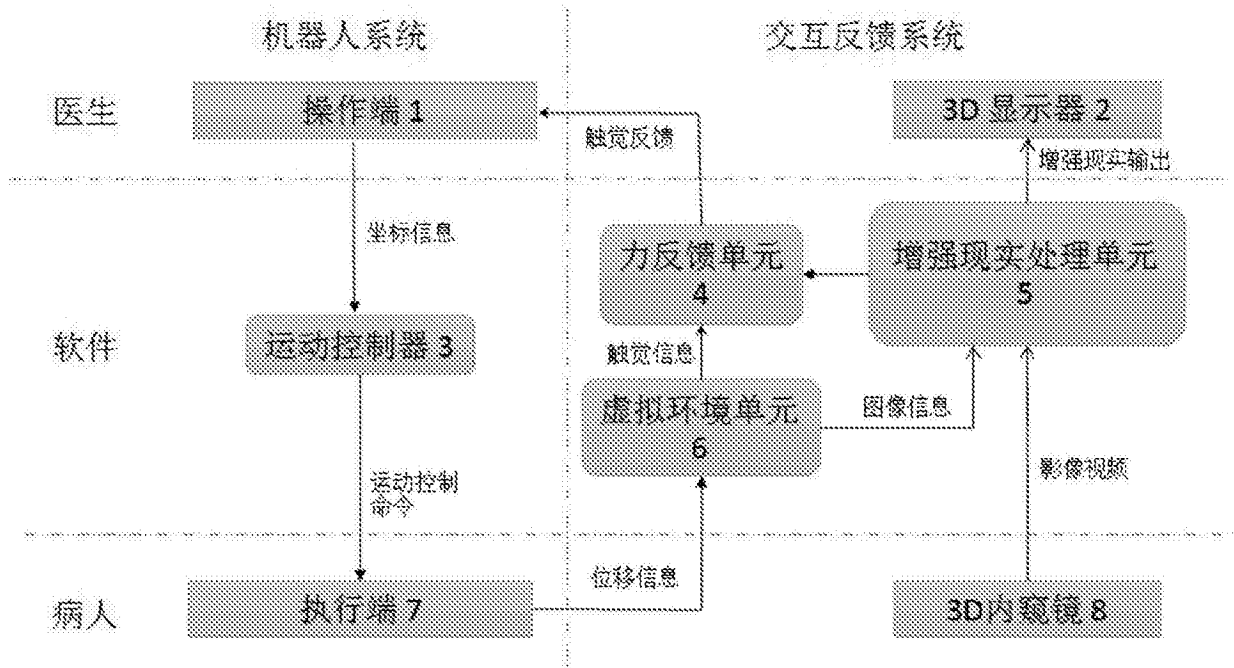 机器人系统
交互反馈系统
医生
操作端 1
3D 显示器 2
触觉反馈
增强现实输出
坐标信息
力反馈单元
4
增强现实处理单元
5
软件
运动控制器 3
触觉信息
虚拟环境单元
6
图像信息
运动控制
命令
影像视频
病人
执行端 7
位移信息
3D内窥镜 8